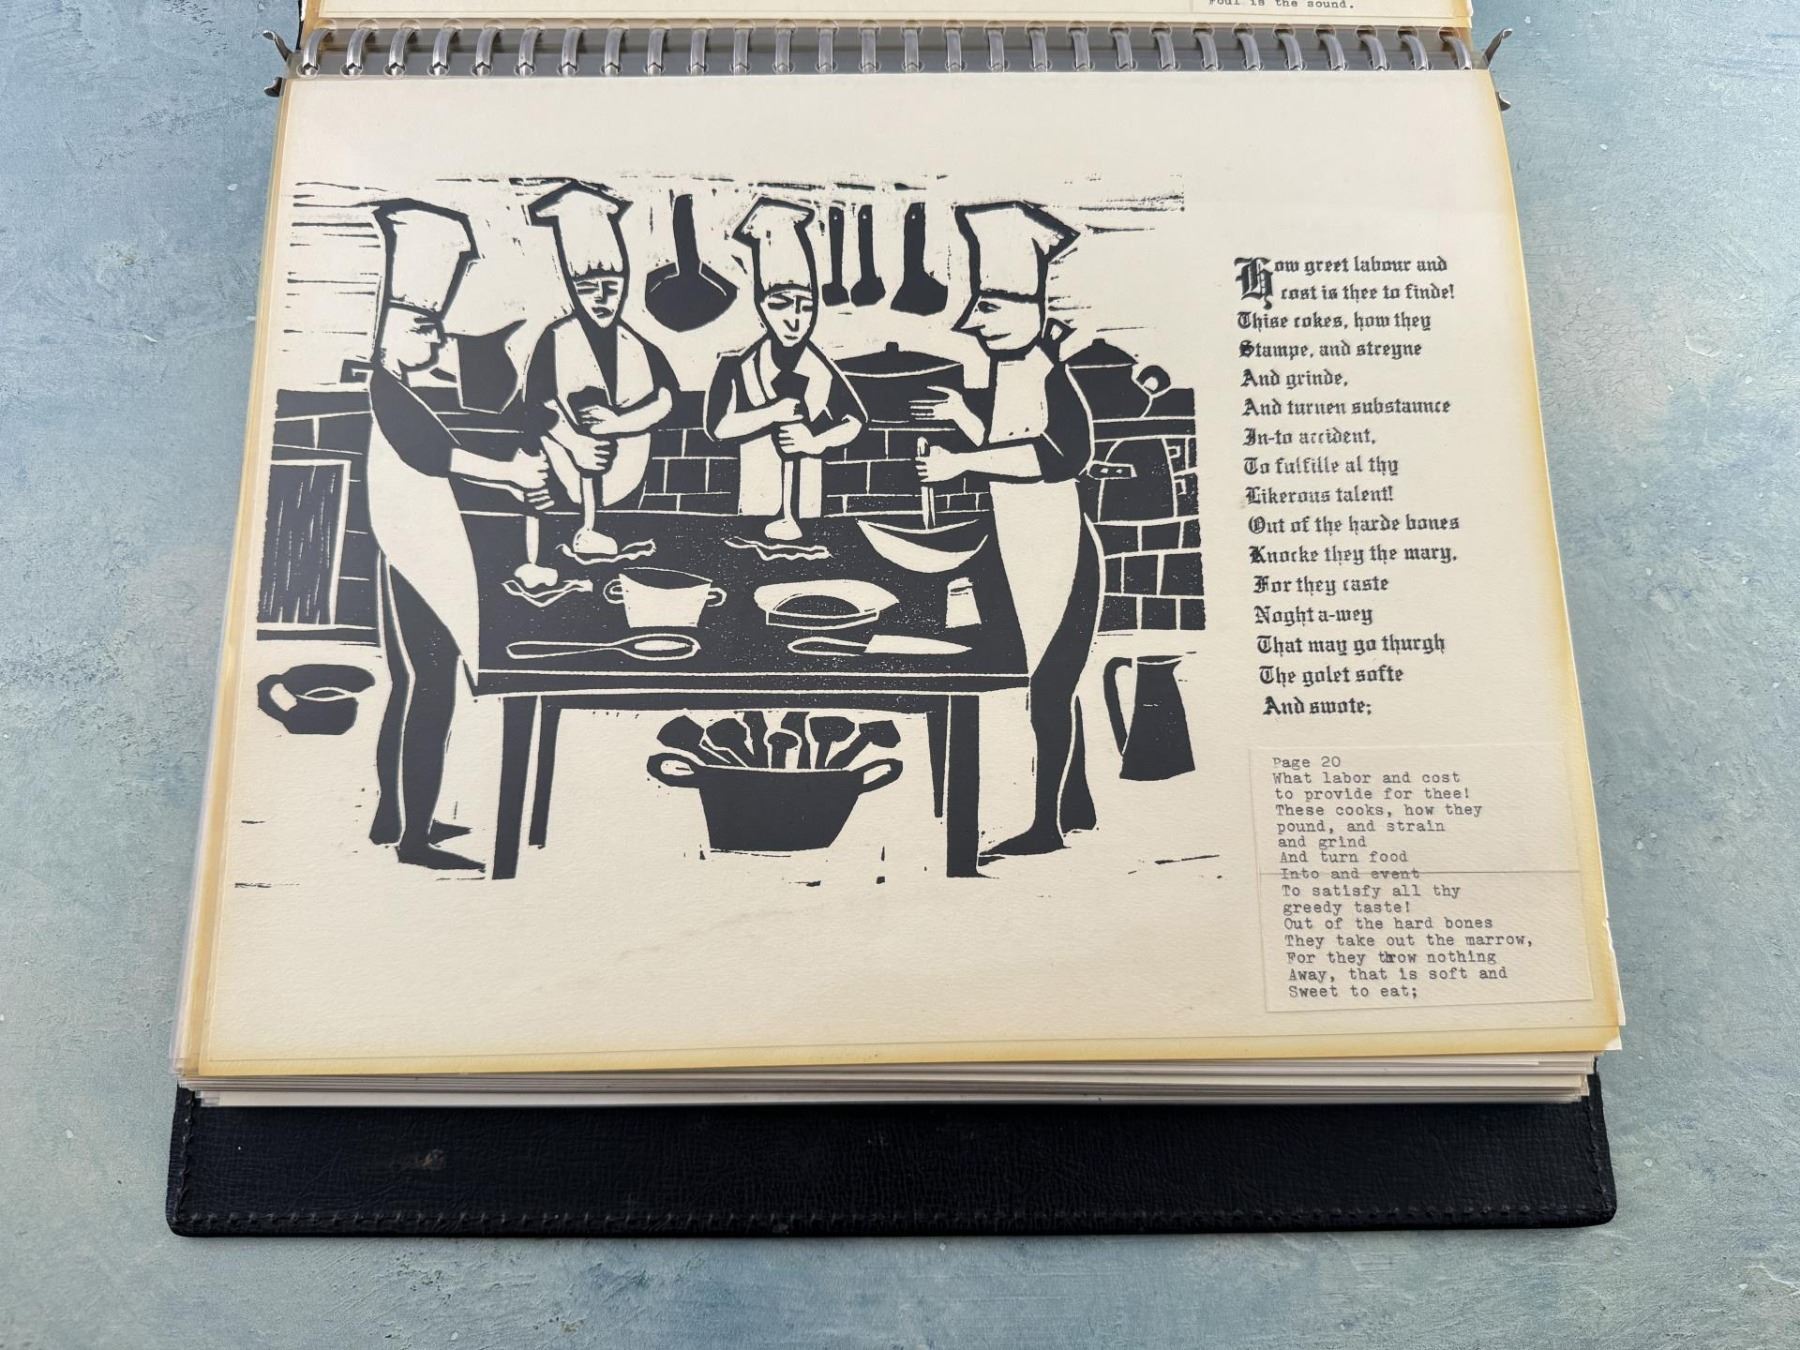 Foul is the sound.
How greet labour and
cost is thee to finde!
Thise cokes, how they
Stampe, and streyne
And grinde,
And turnen substaunce
In-to accident,
To fulfille al thy
Likerous talent!
Out of the harde bones
Knocke they the mary,
For they caste
Noght a-wey
That may go thurgh
The golet softe
And swote;
Page 20
What labor and cost
to provide for thee!
These cooks, how they
pound, and strain
and grind
And turn food
Into and event
To satisfy all thy
greedy taste!
Out of the hard bones
They take out the marrow,
For they throw nothing
Away, that is soft and
Sweet to eat;